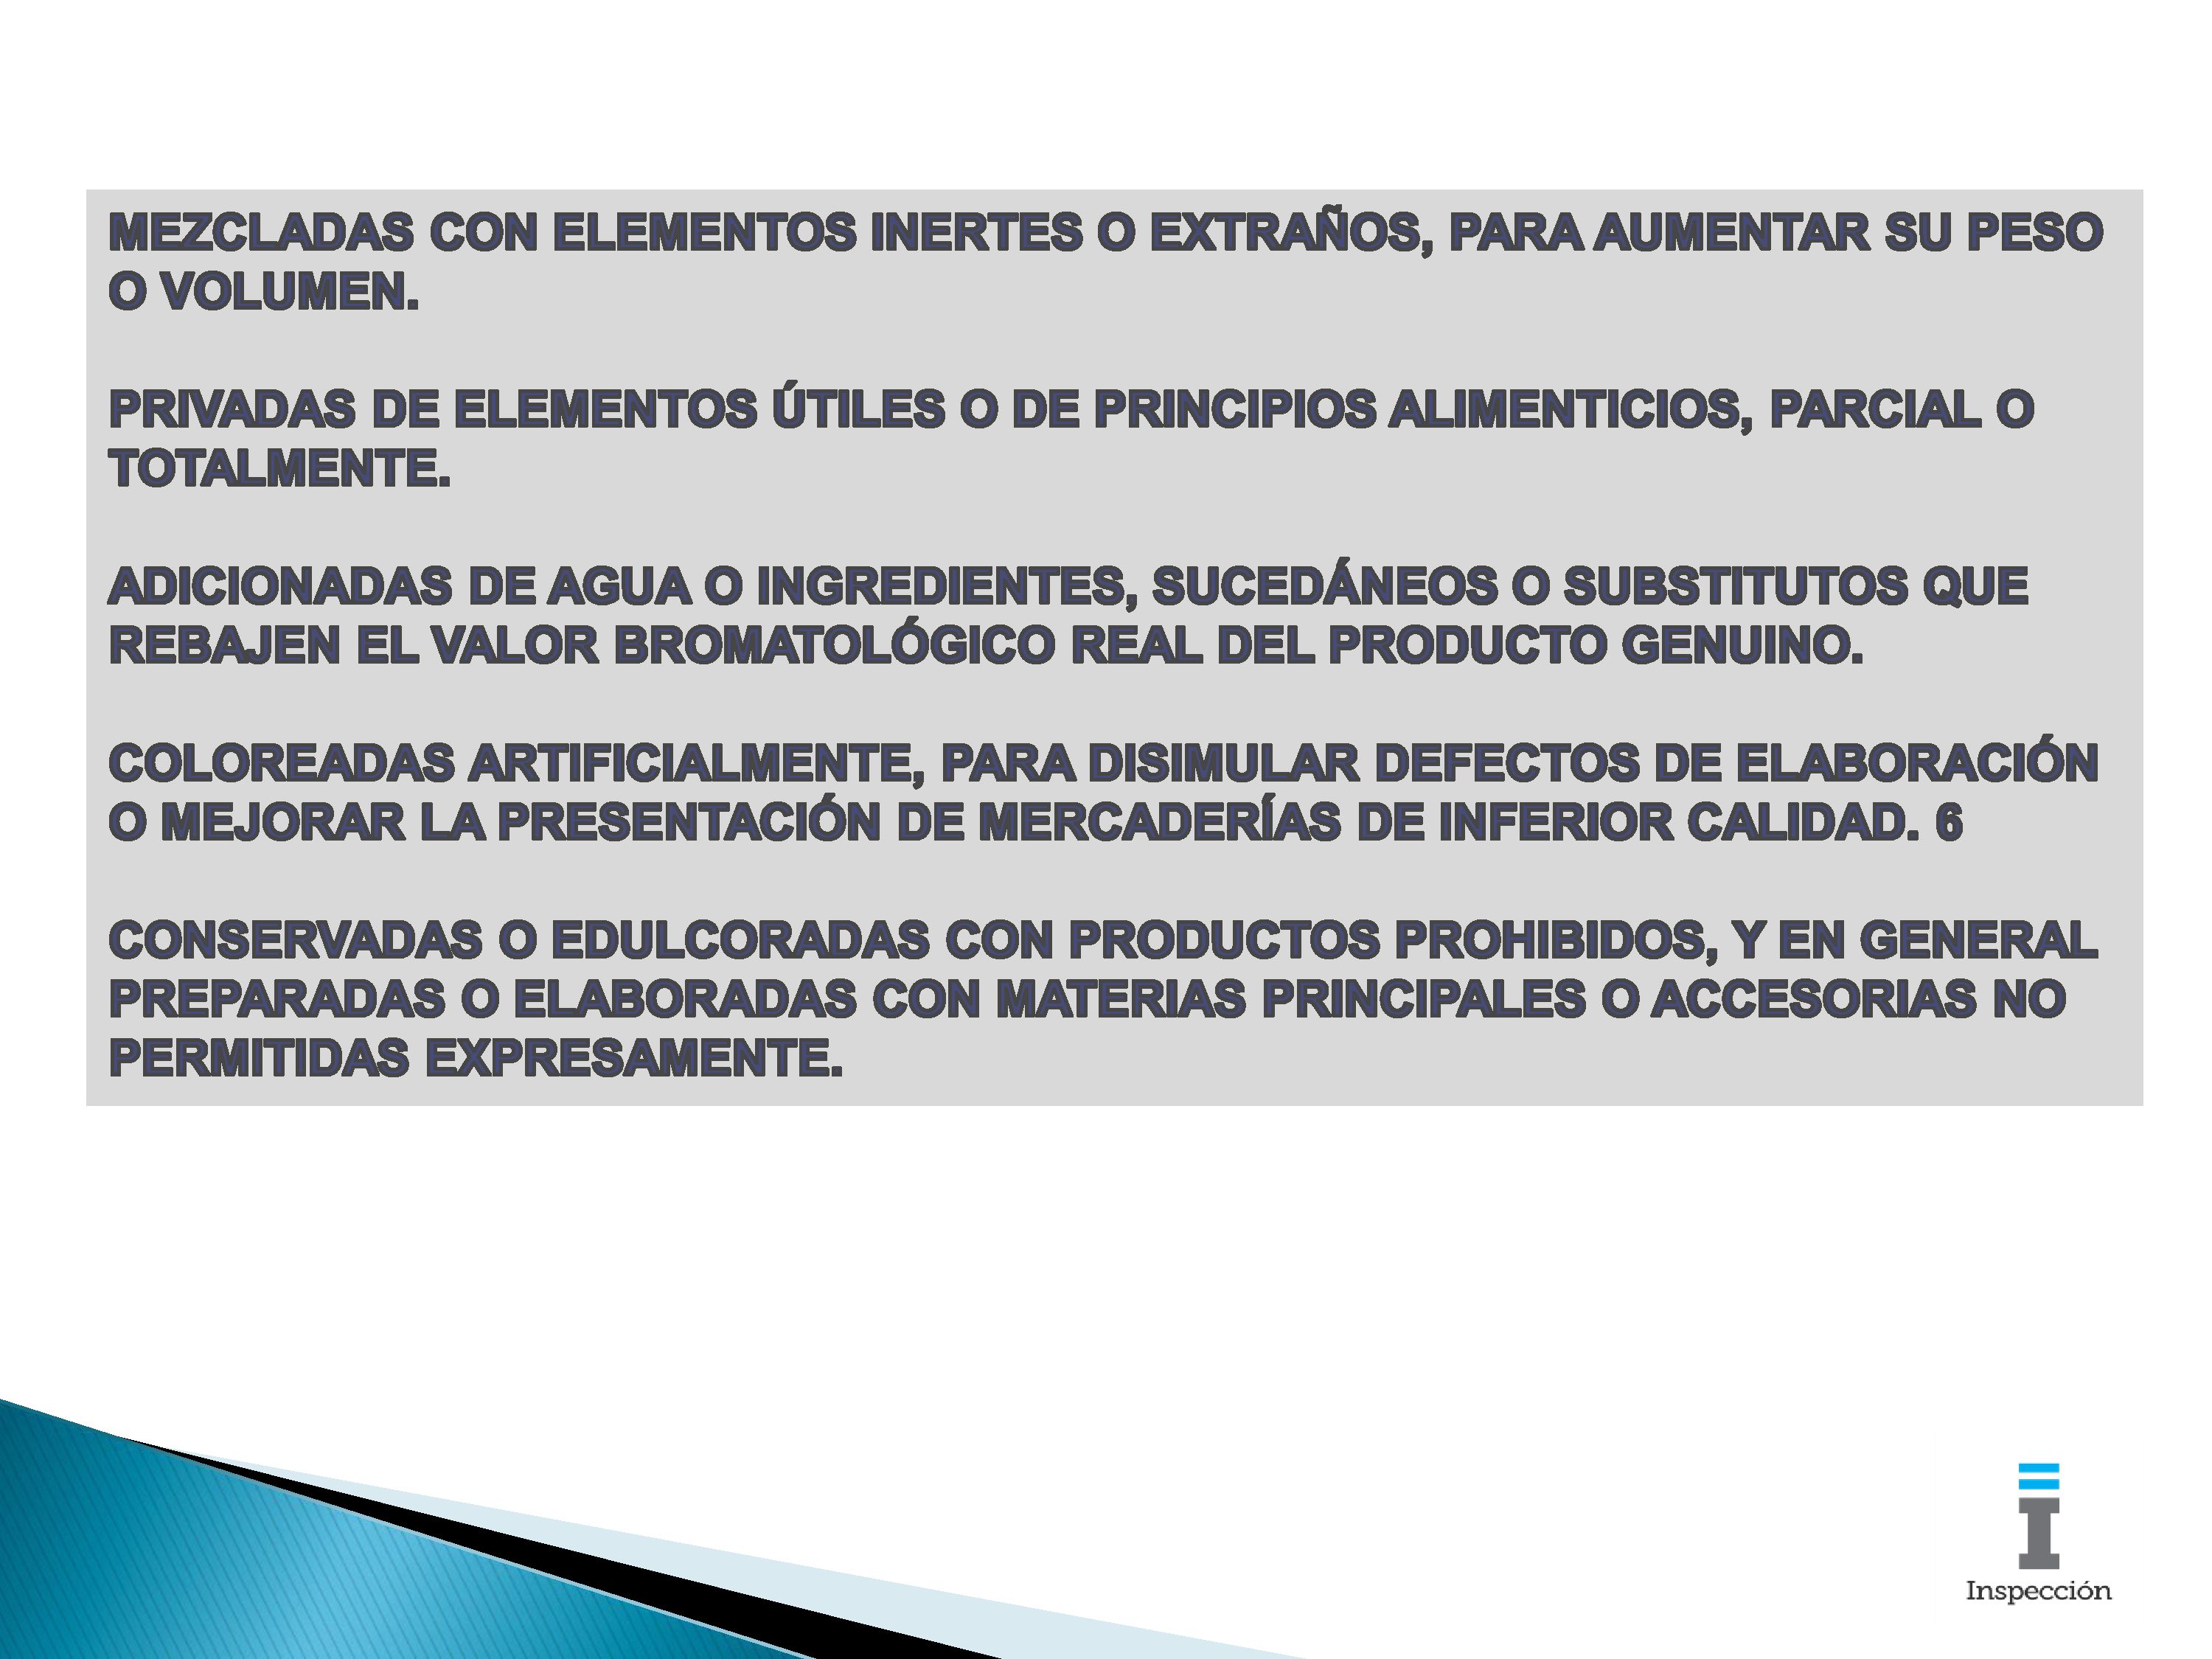 MEZCLADAS CON ELEMENTOS INERTES O EXTRAÑOS, PARA AUMENTAR SU PESO
O VOLUMEN.
PRIVADAS DE ELEMENTOS ÚTILES O DE PRINCIPIOS ALIMENTICIOS, PARCIAL O
TOTALMENTE.
ADICIONADAS DE AGUA O INGREDIENTES, SUCEDÁNEOS O SUBSTITUTOS QUE
REBAJEN EL VALOR BROMATOLÓGICO REAL DEL PRODUCTO GENUINO.
COLOREADAS ARTIFICIALMENTE, PARA DISIMULAR DEFECTOS DE ELABORACIÓN
O MEJORAR LA PRESENTACIÓN DE MERCADERÍAS DE INFERIOR CALIDAD. 6
CONSERVADAS O EDULCORADAS CON PRODUCTOS PROHIBIDOS, Y EN GENERAL
PREPARADAS O ELABORADAS CON MATERIAS PRINCIPALES O ACCESORIAS NO
PERMITIDAS EXPRESAMENTE.
Inspección